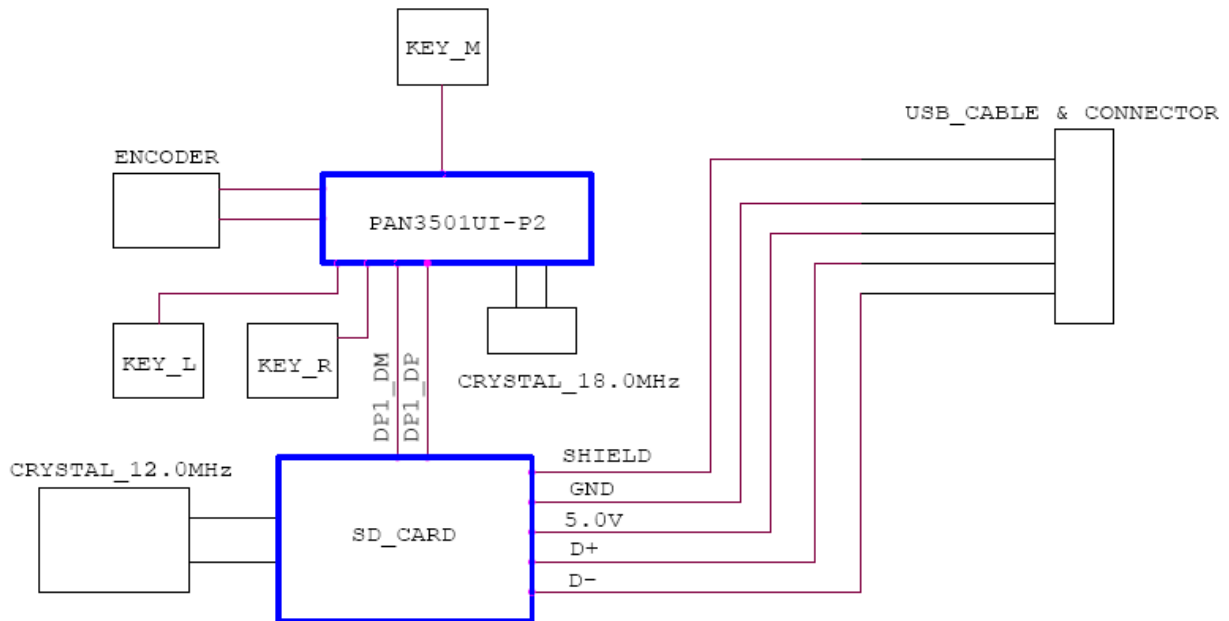 KEY_M
USB_CABLE & CONNECTOR
ENCODER
PAN3501UI-P2
KEY_L
KEY_R
DP1_DM
DP1_DP
CRYSTAL_18.0MHz
CRYSTAL_12.0MHz
SHIELD
GND
5.0V
D+
D-
SD_CARD